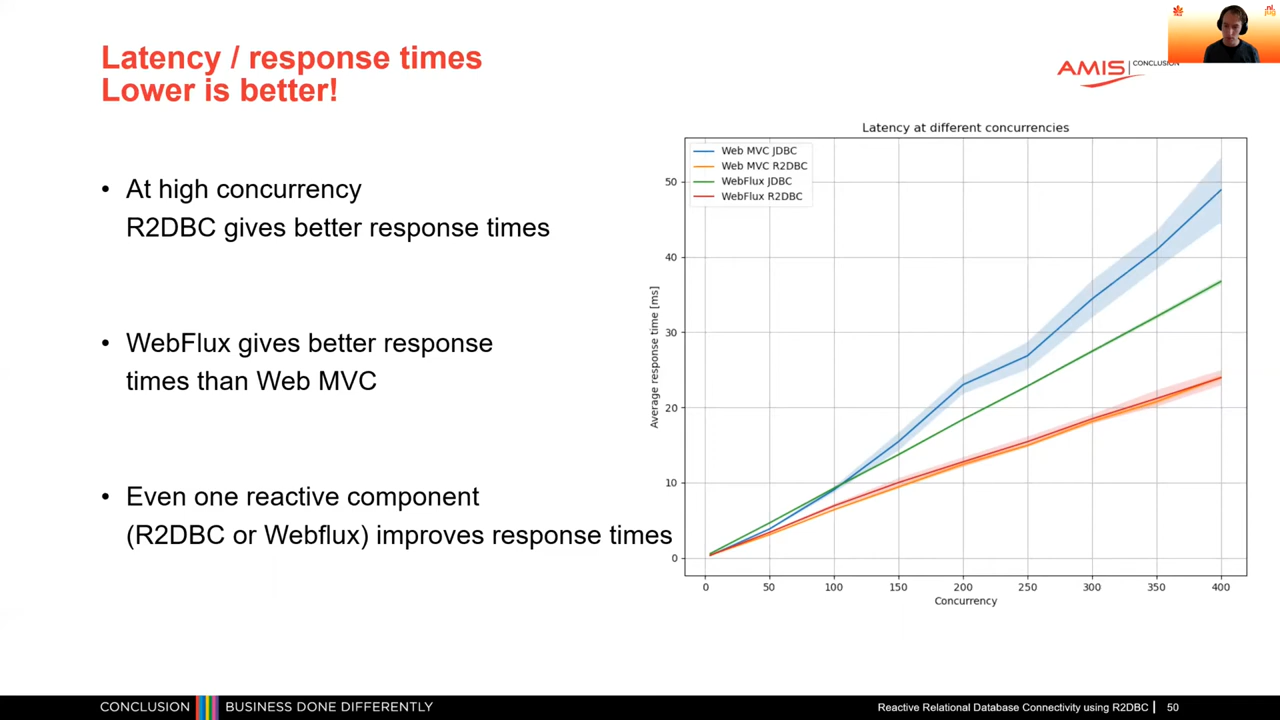 Latency / response times
Lower is better!
AMIS
CONCLUSION
• At high concurrency
R2DBC gives better response times
• WebFlux gives better response
times than Web MVC
• Even one reactive component
(R2DBC or Webflux) improves response times
Latency at different concurrencies
Web MVC JDBC
Web MVC R2DBC
WebFlux JDBC
WebFlux R2DBC
50
40
30
20
10
0
Average response time [ms]
0 50 100 150 200 250 300 350 400
Concurrency
CONCLUSION BUSINESS DONE DIFFERENTLY
Reactive Relational Database Connectivity using R2DBC 50